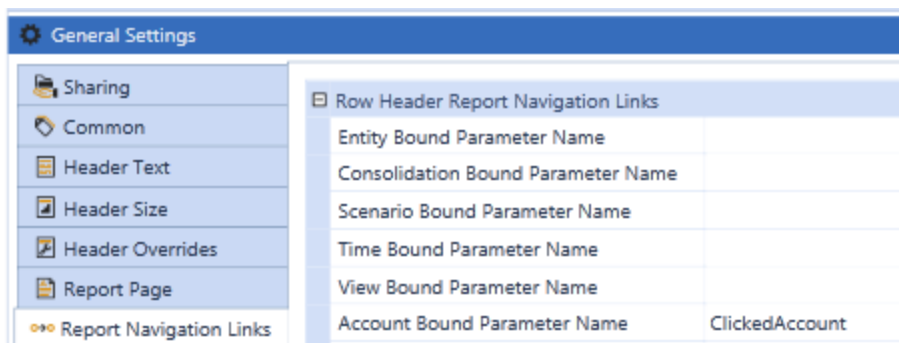 General Settings
Sharing
Common
Header Text
Header Size
Header Overrides
Report Page
Report Navigation Links
Row Header Report Navigation Links
Entity Bound Parameter Name
Consolidation Bound Parameter Name
Scenario Bound Parameter Name
Time Bound Parameter Name
View Bound Parameter Name
Account Bound Parameter Name ClickedAccount